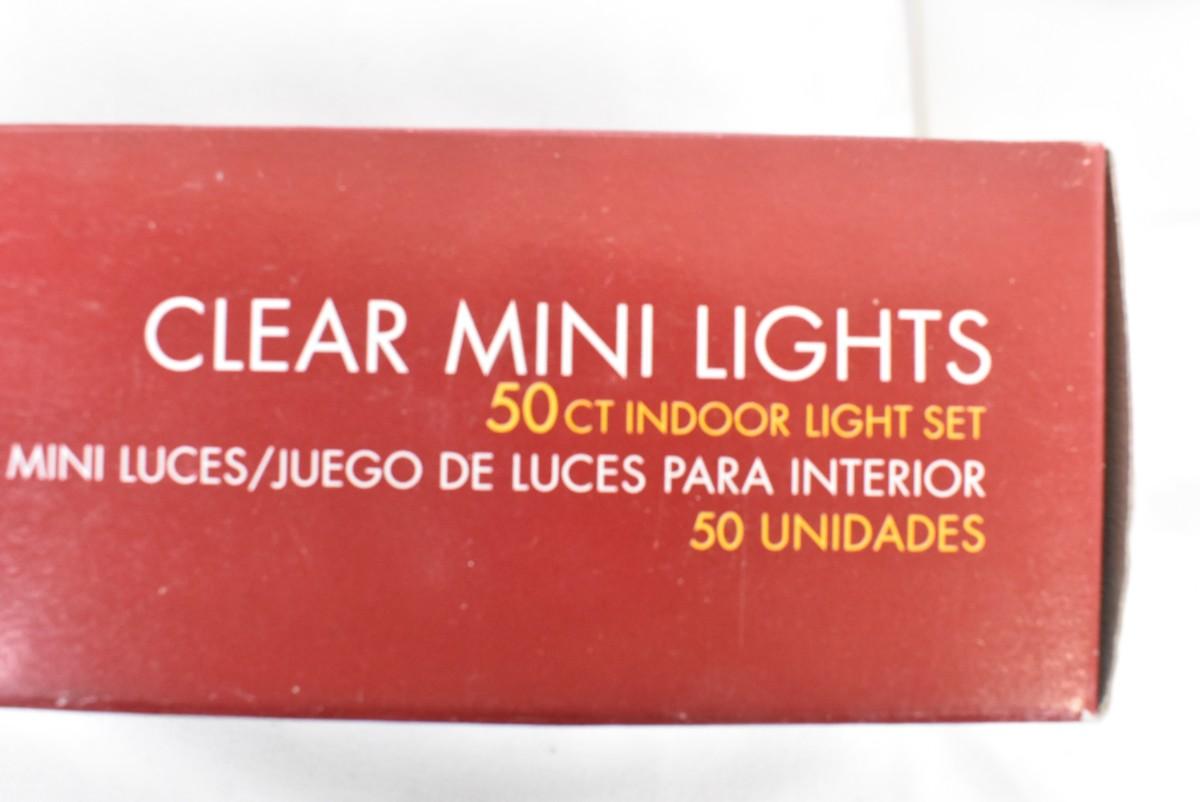 CLEAR MINI LIGHTS
50 CT INDOOR LIGHT SET
MINI LUCES/JUEGO DE LUCES PARA INTERIOR
50 UNIDADES